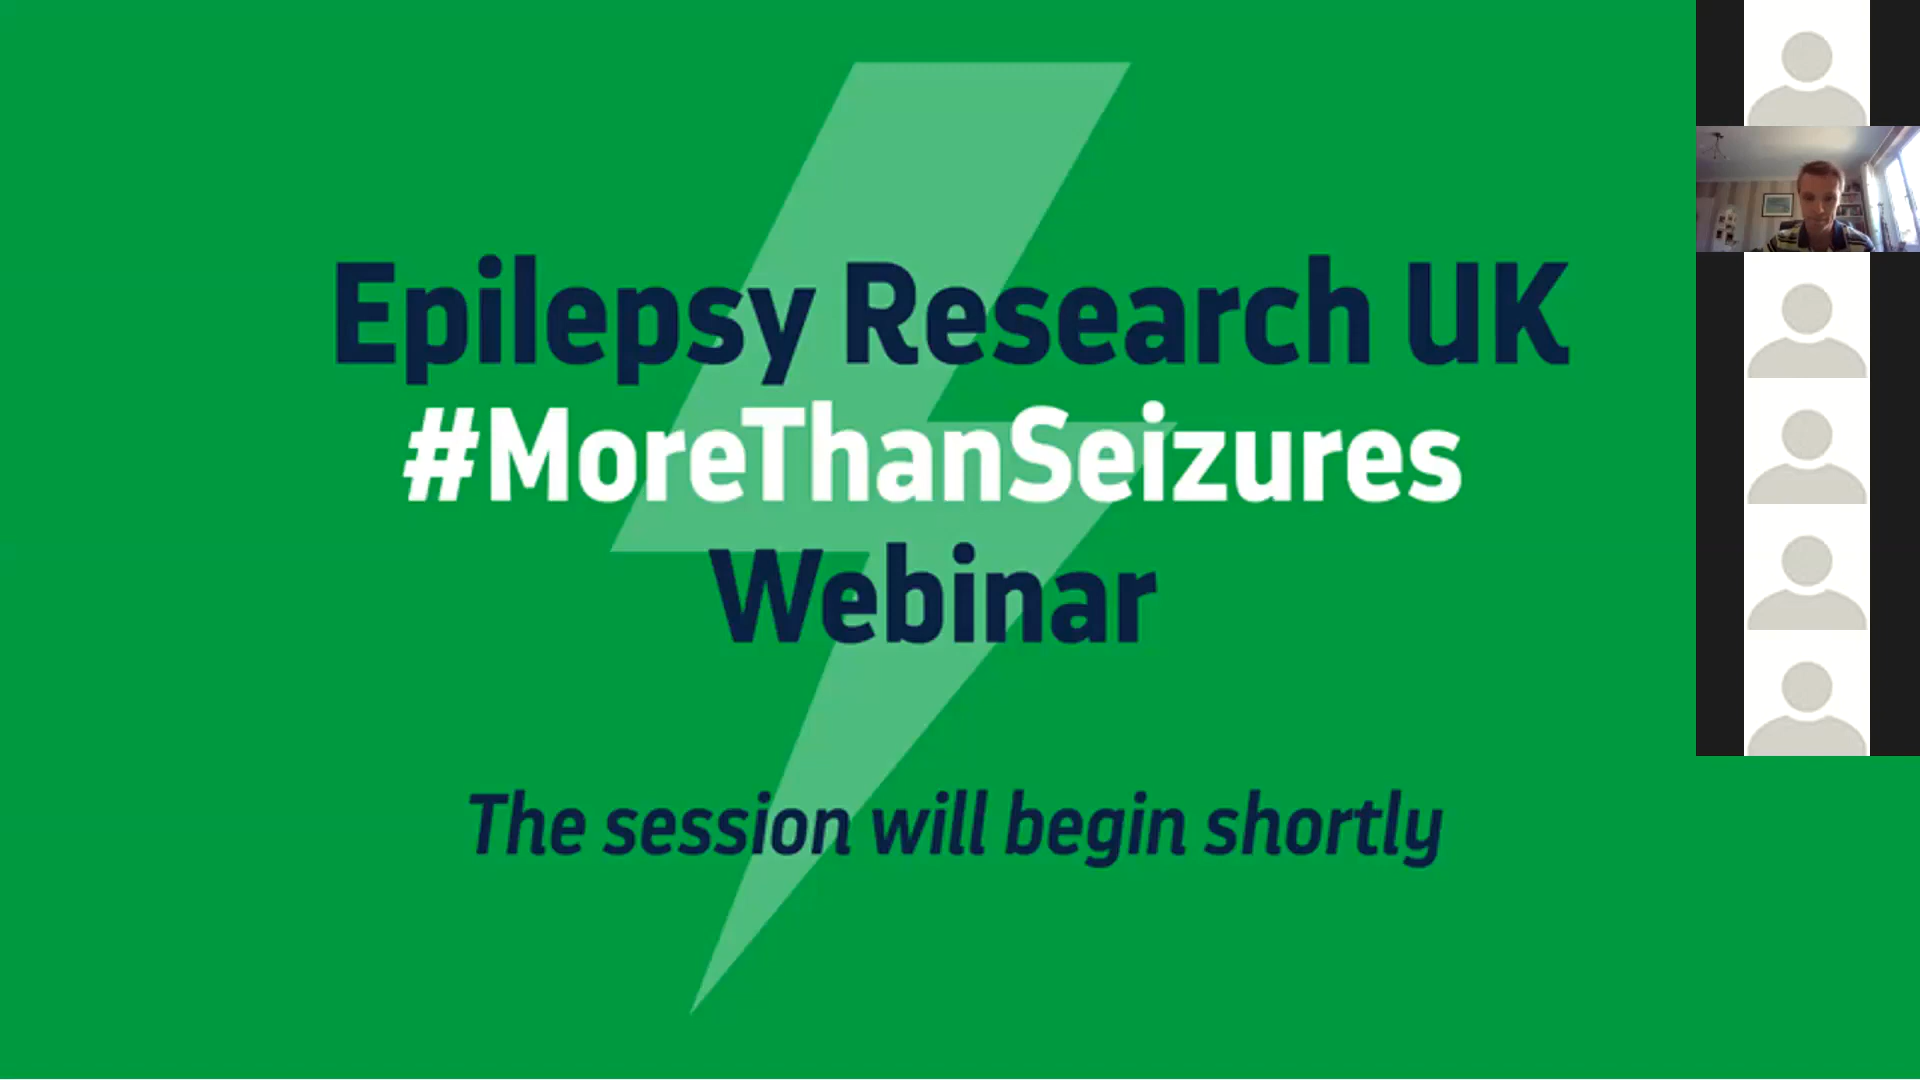 Epilepsy Research UK
#MoreThanSeizures
Webinar
The session will begin shortly